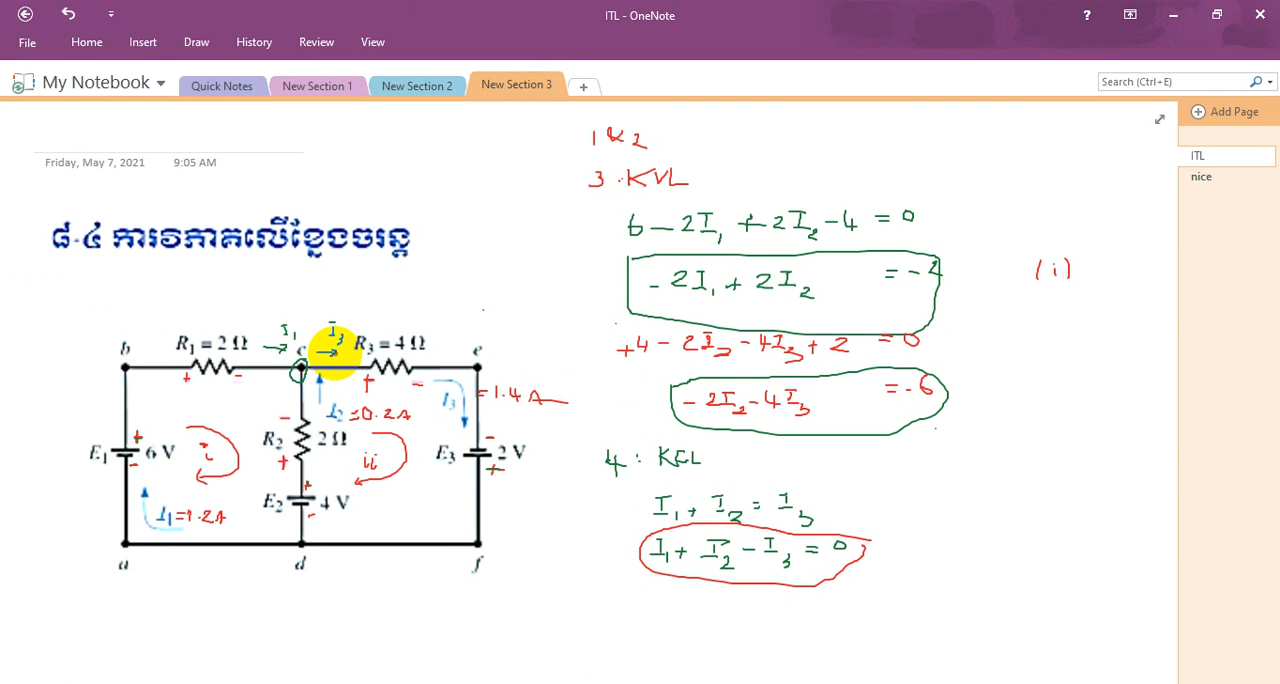 ITL - OneNote
File Home Insert Draw History Review View
My Notebook Quick Notes New Section 1 New Section 2 New Section 3
Search (Ctrl+E)
Add Page
ITL
nice
Friday, May 7, 2021 9:05 AM
៨-៤ ការវិភាគលើខ្នែងចរន្ត
1 & 2
3. KVL
6 - 2I₁ + 2I₂ - 4 = 0
- 2I₁ + 2I₂ = - 2
(i)
+4 - 2I₂ - 4I₃ + 2 = 0
- 2I₂ - 4I₃ = - 6
4: KCL
I₁ + I₂ = I₃
I₁ + I₂ - I₃ = 0
I₁ I₃
b R₁ = 2 Ω c R₃ = 4 Ω e
+ - + -
I₃ = 1.4 A
I₂ = 0.2A
E₁ 6 V i R₂ 2 Ω ii E₃ 2 V
E₂ 4 V
I₁ = 1.2A
a d f